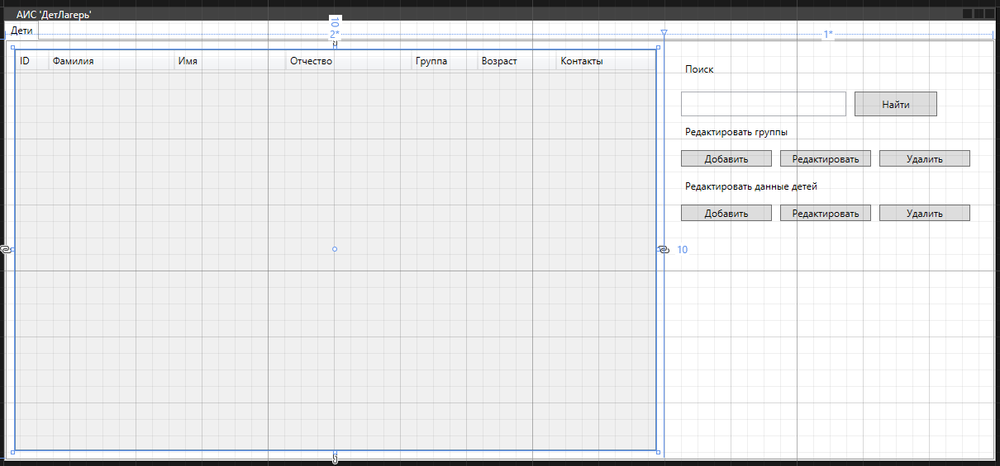 АИС 'ДетЛагерь'
Дети
10
2*
1*
ID Фамилия Имя Отчество Группа Возраст Контакты
Поиск
Найти
Редактировать группы
Добавить Редактировать Удалить
Редактировать данные детей
Добавить Редактировать Удалить
10